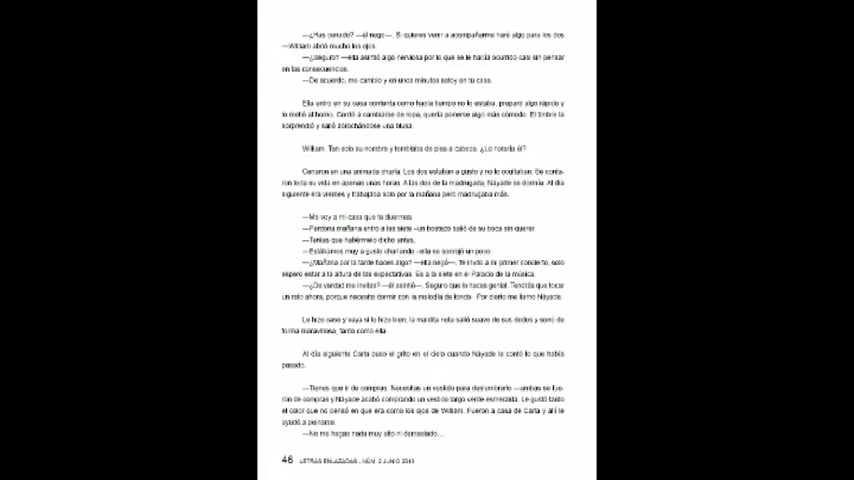 —¿Has cenado? —él negó—. Si quieres venir a acompañarme haré algo para los dos
—William abrió mucho los ojos.
—¿Seguro? —ella asintió algo nerviosa por lo que se le había ocurrido casi sin pensar
en las consecuencias.
—De acuerdo, me cambio y en unos minutos estoy en tu casa.
Ella entró en su casa contenta como hacía tiempo no lo estaba, preparó algo rápido y
lo metió al horno. Corrió a cambiarse de ropa, quería ponerse algo más cómodo. El timbre la
sorprendió y salió abrochándose una blusa.
William. Tan solo su nombre y temblaba de pies a cabeza. ¿Lo notaría él?
Cenaron en una animada charla. Los dos estaban a gusto y no lo ocultaban. Se conta-
ron toda su vida en apenas unas horas. A las dos de la madrugada, Náyade se dormía. Al día
siguiente era viernes y trabajaba solo por la mañana pero madrugaba más.
—Me voy a mi casa que te duermes.
—Perdona mañana entro a las siete –un bostezo salió de su boca sin querer
—Tenías que habérmelo dicho antes.
—Estábamos muy a gusto charlando –ella se sonrojó un poco.
—¿Mañana por la tarde haces algo? —ella negó—. Te invito a mi primer concierto, solo
espero estar a la altura de las expectativas. Es a la siete en el Palacio de la música.
—¿De verdad me invitas? —él asintió—. Seguro que lo haces genial. Tendrás que tocar
un rato ahora, porque necesito dormir con la melodía de fondo. Por cierto me llamo Náyade.
Le hizo caso y vaya si lo hizo bien, la maldita nota salió suave de sus dedos y sonó de
forma maravillosa, tanto como ella.
Al día siguiente Carla puso el grito en el cielo cuando Náyade le contó lo que había
pasado.
—Tienes que ir de compras. Necesitas un vestido para deslumbrarlo —ambas se fue-
ron de compras y Náyade acabó comprando un vestido largo verde esmeralda. Le gustó tanto
el color que no pensó en que era como los ojos de William. Fueron a casa de Carla y allí le
ayudó a peinarse.
—No me hagas nada muy alto ni demasiado...
46 LETRAS ENLAZADAS - NÚM. 2 JUNIO 2013